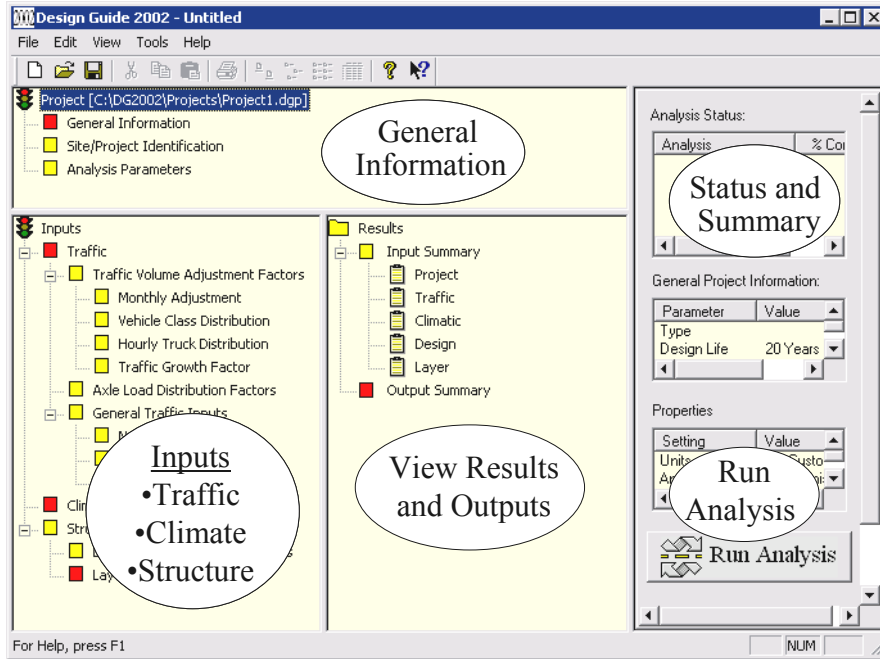 Design Guide 2002 - Untitled
File Edit View Tools Help
Project [C:\DG2002\Projects\Project1.dgp]
General Information
Site/Project Identification
Analysis Parameters
General
Information
Inputs
Traffic
Traffic Volume Adjustment Factors
Monthly Adjustment
Vehicle Class Distribution
Hourly Truck Distribution
Traffic Growth Factor
Axle Load Distribution Factors
General Traffic Inputs
Inputs
•Traffic
•Climate
•Structure
Results
Input Summary
Project
Traffic
Climatic
Design
Layer
Output Summary
View Results
and Outputs
Analysis Status:
Analysis % Co
Status and
Summary
General Project Information:
Parameter Value
Type
Design Life 20 Years
Properties
Setting Value
Units
Run
Analysis
Run Analysis
For Help, press F1
NUM